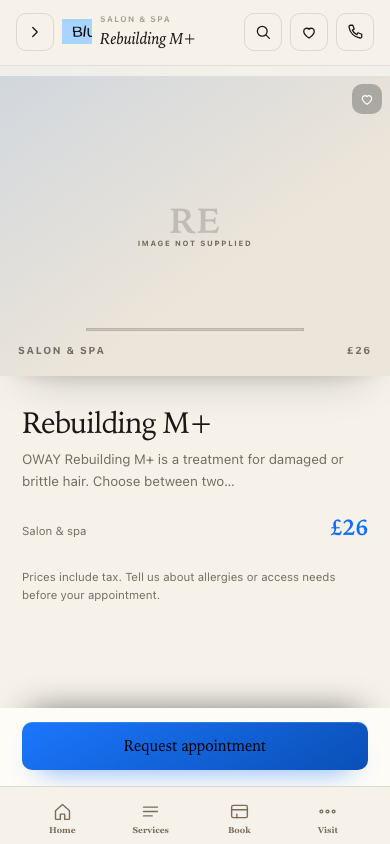 SALON & SPA
Rebuilding M+
RE
IMAGE NOT SUPPLIED
SALON & SPA £26
Rebuilding M+
OWAY Rebuilding M+ is a treatment for damaged or
brittle hair. Choose between two…
Salon & spa £26
Prices include tax. Tell us about allergies or access needs
before your appointment.
Request appointment
Home Services Book Visit